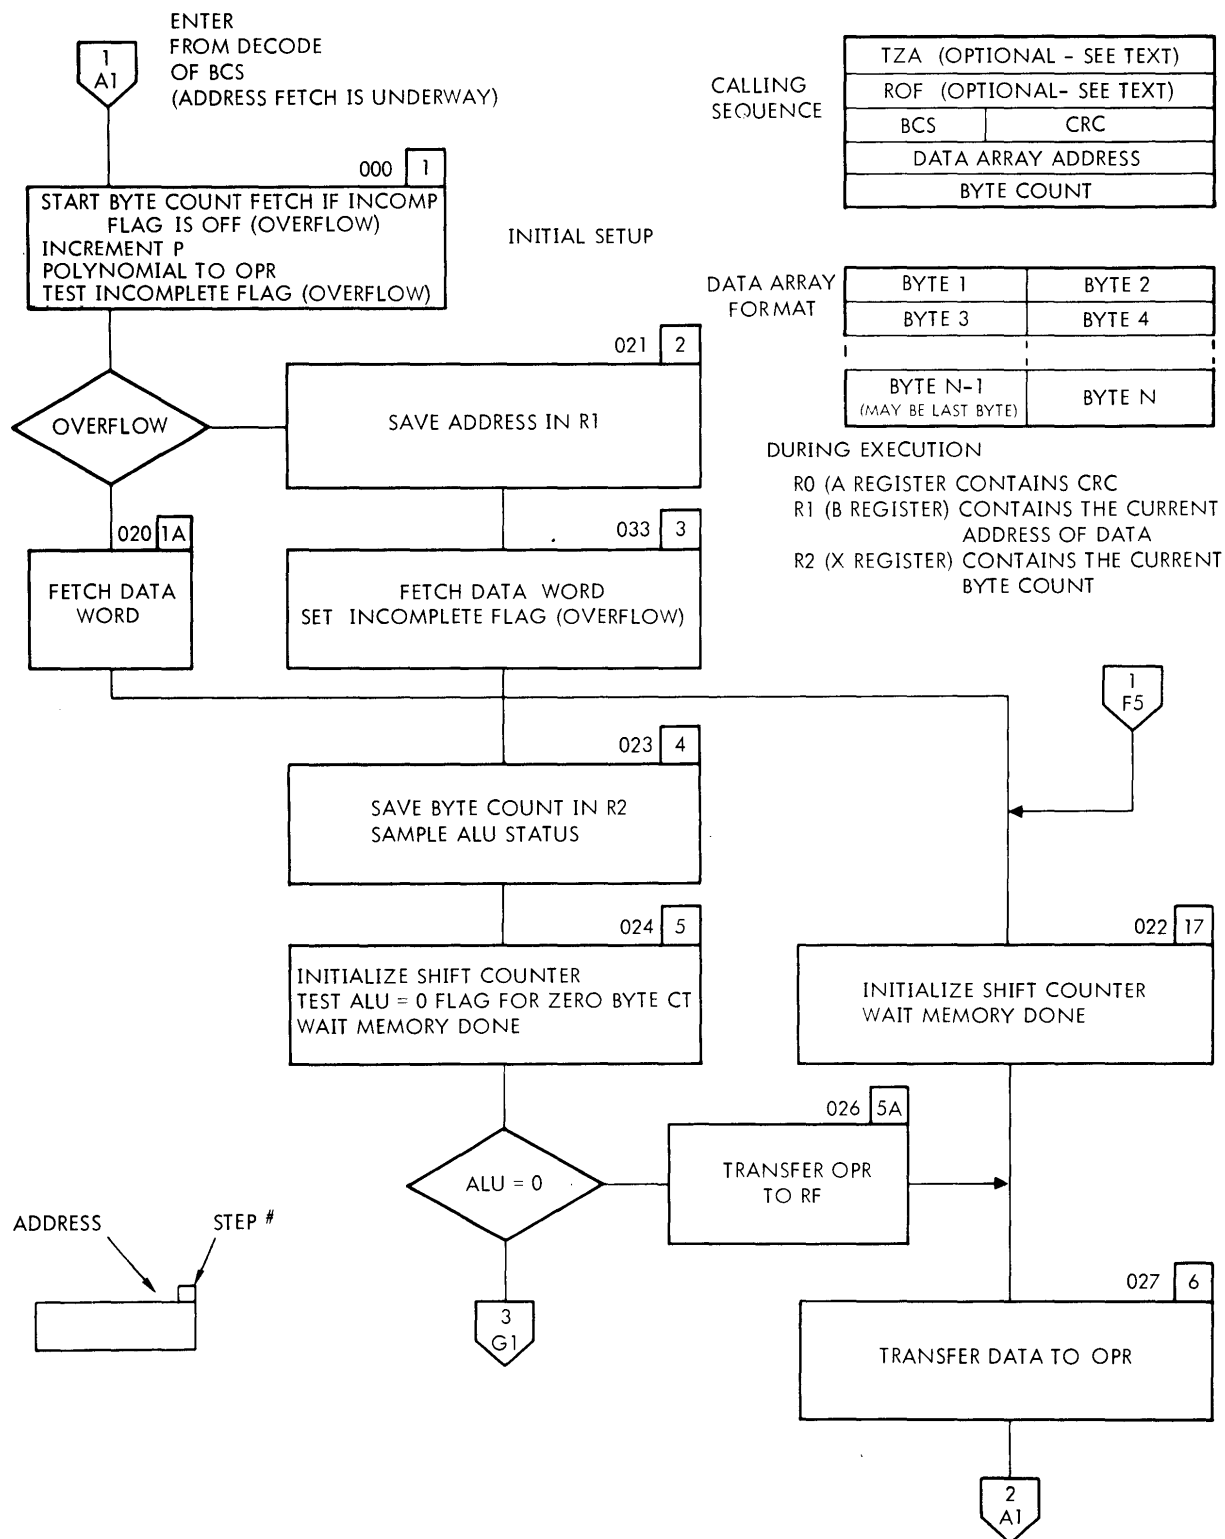 ENTER
FROM DECODE
OF BCS
(ADDRESS FETCH IS UNDERWAY)
1
A1
CALLING
SEQUENCE
TZA (OPTIONAL - SEE TEXT)
ROF (OPTIONAL- SEE TEXT)
BCS CRC
DATA ARRAY ADDRESS
BYTE COUNT
000 1
START BYTE COUNT FETCH IF INCOMP
FLAG IS OFF (OVERFLOW)
INCREMENT P
POLYNOMIAL TO OPR
TEST INCOMPLETE FLAG (OVERFLOW)
INITIAL SETUP
DATA ARRAY
FORMAT
BYTE 1 BYTE 2
BYTE 3 BYTE 4
BYTE N-1
(MAY BE LAST BYTE)
BYTE N
DURING EXECUTION
R0 (A REGISTER CONTAINS CRC
R1 (B REGISTER) CONTAINS THE CURRENT
ADDRESS OF DATA
R2 (X REGISTER) CONTAINS THE CURRENT
BYTE COUNT
OVERFLOW
021 2
SAVE ADDRESS IN R1
020 1A
FETCH DATA
WORD
033 3
FETCH DATA WORD
SET INCOMPLETE FLAG (OVERFLOW)
1
F5
023 4
SAVE BYTE COUNT IN R2
SAMPLE ALU STATUS
024 5
INITIALIZE SHIFT COUNTER
TEST ALU = 0 FLAG FOR ZERO BYTE CT
WAIT MEMORY DONE
022 17
INITIALIZE SHIFT COUNTER
WAIT MEMORY DONE
ALU = 0
026 5A
TRANSFER OPR
TO RF
ADDRESS STEP #
3
G1
027 6
TRANSFER DATA TO OPR
2
A1